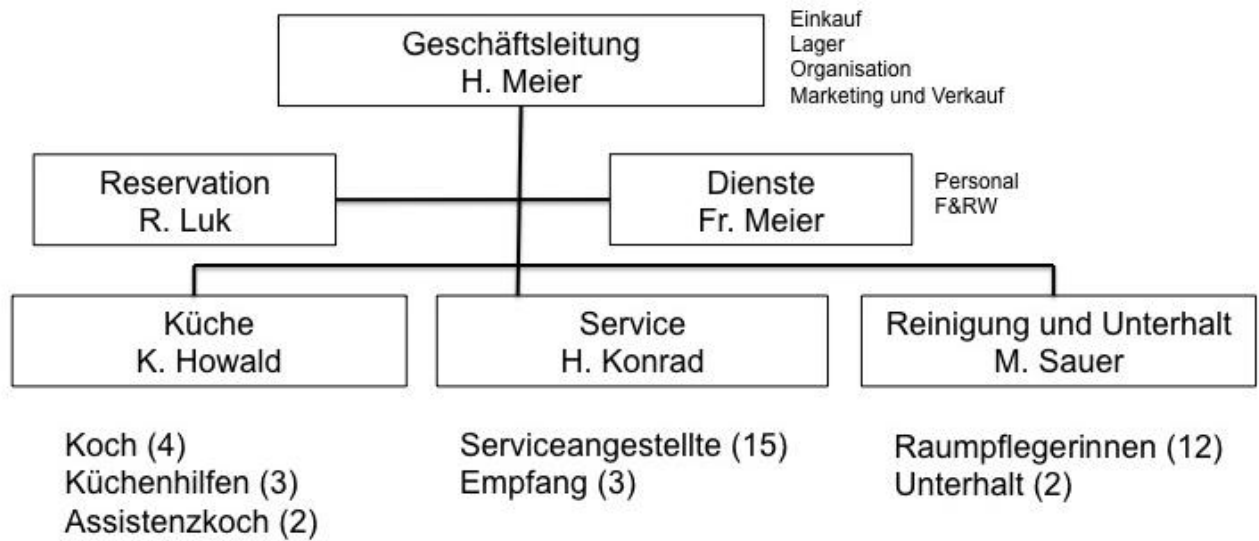 Geschäftsleitung
H. Meier
Einkauf
Lager
Organisation
Marketing und Verkauf
Reservation
R. Luk
Dienste
Fr. Meier
Personal
F&RW
Küche
K. Howald
Service
H. Konrad
Reinigung und Unterhalt
M. Sauer
Koch (4)
Küchenhilfen (3)
Assistenzkoch (2)
Serviceangestellte (15)
Empfang (3)
Raumpflegerinnen (12)
Unterhalt (2)